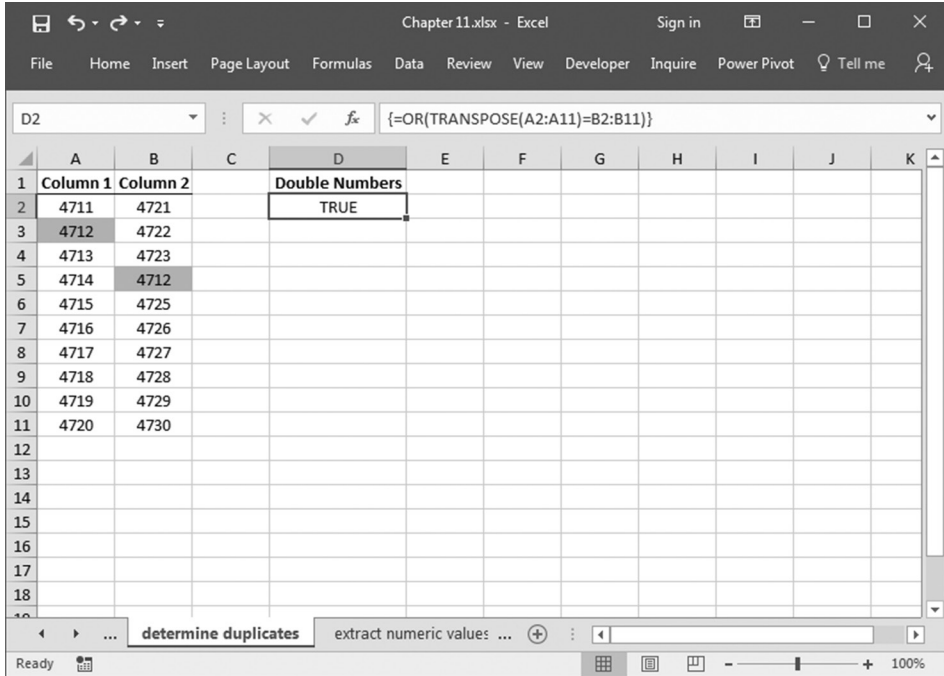 Chapter 11.xlsx - Excel Sign in
File Home Insert Page Layout Formulas Data Review View Developer Inquire Power Pivot Tell me
D2 fx {=OR(TRANSPOSE(A2:A11)=B2:B11)}
A B C D E F G H I J K
1 Column 1 Column 2 Double Numbers
2 4711 4721 TRUE
3 4712 4722
4 4713 4723
5 4714 4712
6 4715 4725
7 4716 4726
8 4717 4727
9 4718 4728
10 4719 4729
11 4720 4730
12
13
14
15
16
17
18
... determine duplicates extract numeric values ...
Ready 100%